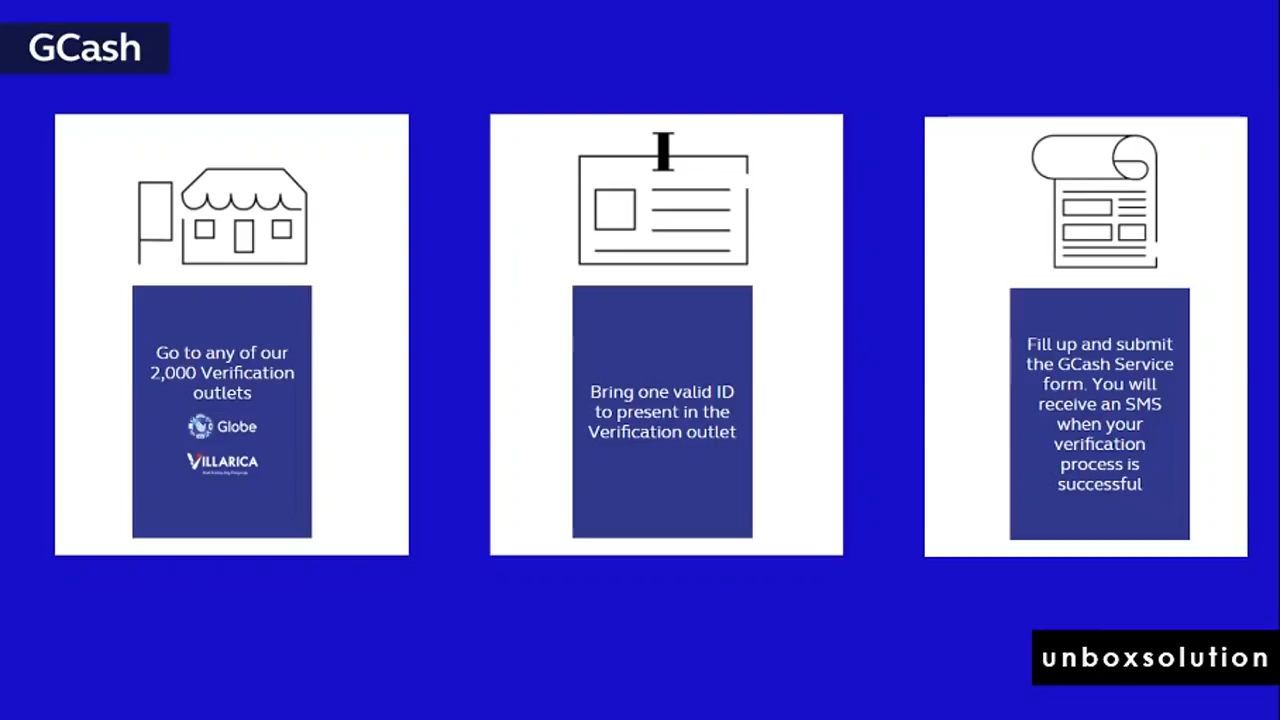 GCash
Go to any of our
2,000 Verification
outlets
Globe
VILLARICA
Bring one valid ID
to present in the
Verification outlet
Fill up and submit
the GCash Service
form. You will
receive an SMS
when your
verification
process is
successful
unboxsolution